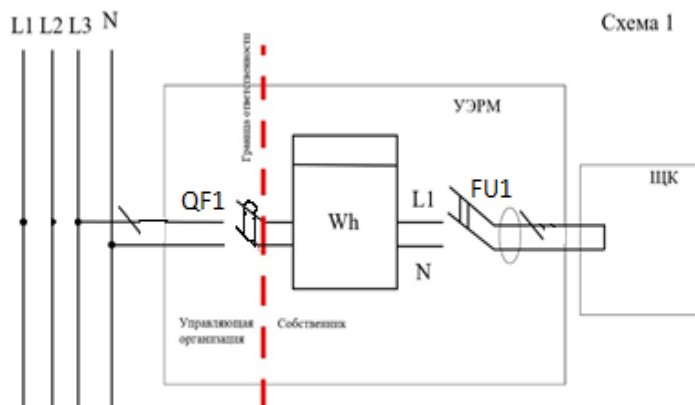 L1 L2 L3 N
Схема 1
Граница ответственности
УЭРМ
ЩК
QF1
Wh
L1
FU1
N
Управляющая
организация
Собственник